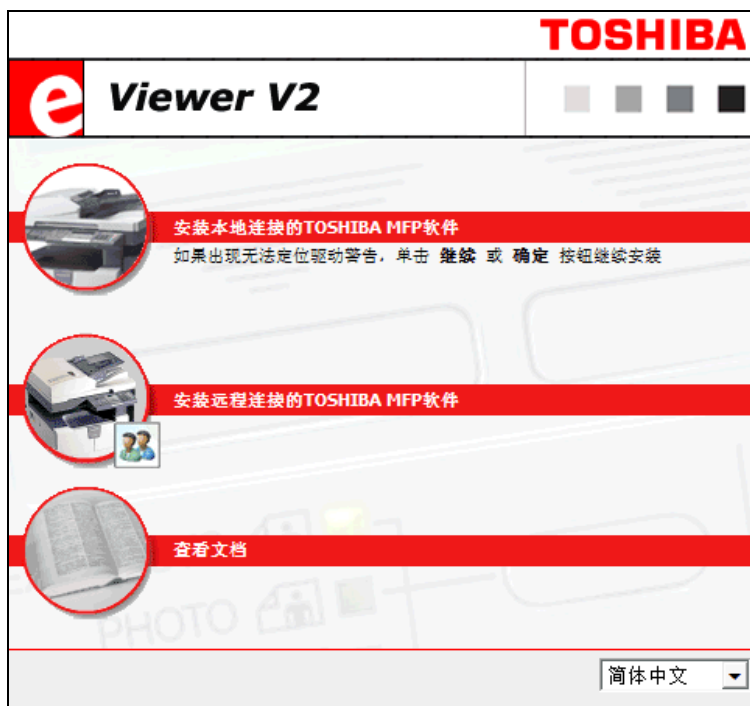 TOSHIBA
e Viewer V2
安装本地连接的TOSHIBA MFP软件
如果出现无法定位驱动警告，单击 继续 或 确定 按钮继续安装
安装远程连接的TOSHIBA MFP软件
查看文档
PHOTO
简体中文